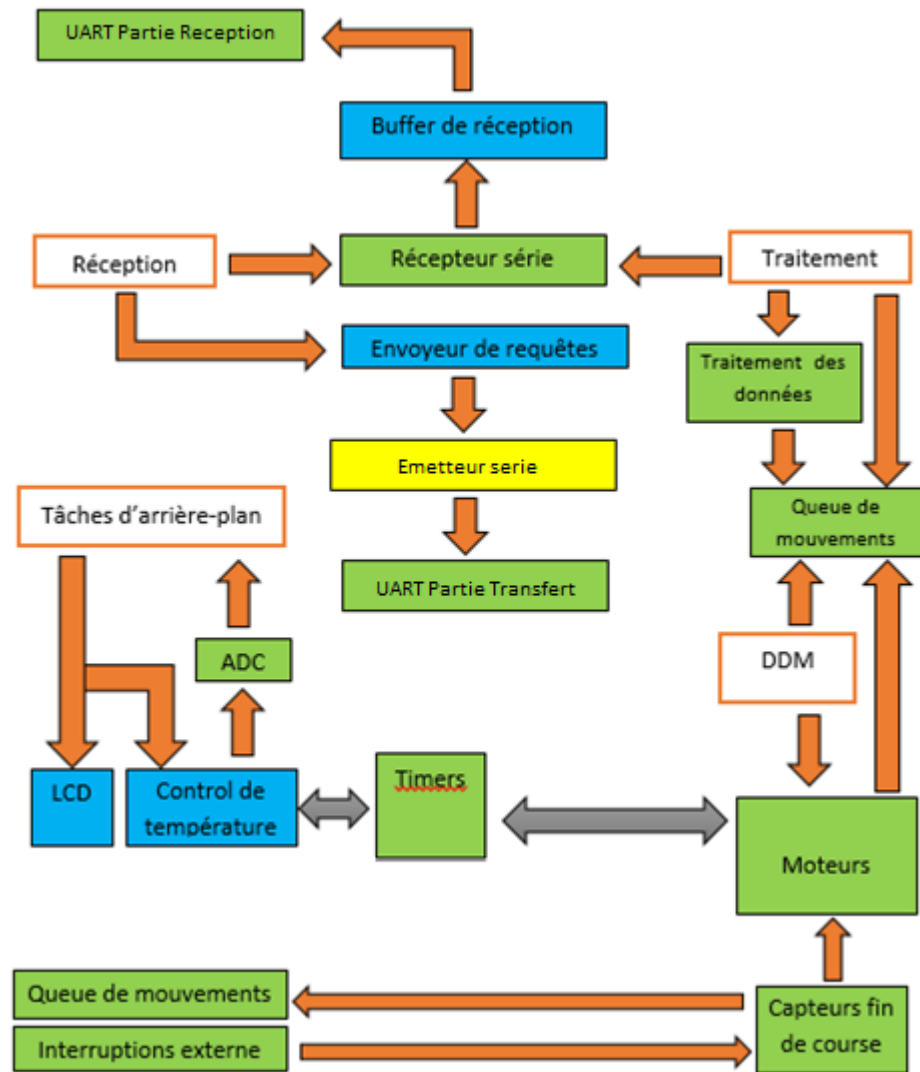 UART Partie Reception
Buffer de réception
Réception
Récepteur série
Traitement
Envoyeur de requêtes
Traitement des
données
Emetteur serie
Tâches d'arrière-plan
Queue de
mouvements
UART Partie Transfert
ADC
DDM
LCD
Control de
température
Timers
Moteurs
Queue de mouvements
Interruptions externe
Capteurs fin
de course